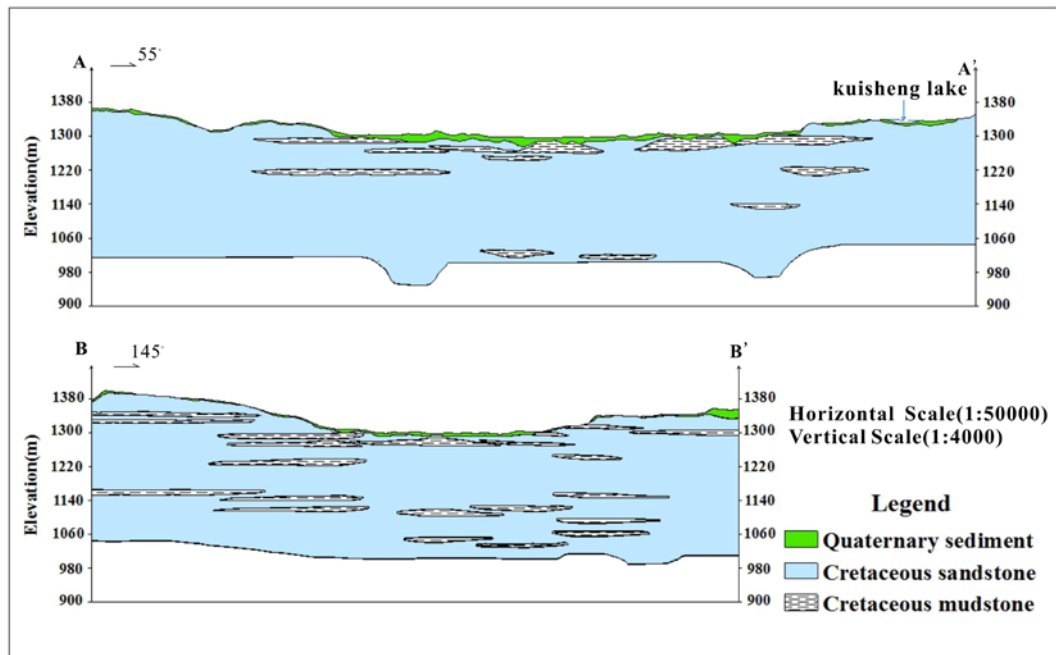 A 55° A’
kuisheng lake
Elevation(m)
1380 1380
1300 1300
1220 1220
1140 1140
1060 1060
980 980
900 900
B 145° B’
Elevation(m)
1380 1380
1300 1300
1220 1220
1140 1140
1060 1060
980 980
900 900
Horizontal Scale(1:50000)
Vertical Scale(1:4000)
Legend
Quaternary sediment
Cretaceous sandstone
Cretaceous mudstone